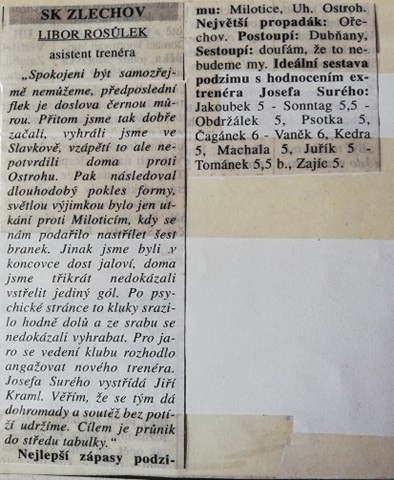 SK ZLECHOV
LIBOR ROSŮLEK
asistent trenéra
„Spokojeni být samozřej-
mě nemůžeme, předposlední
flek je doslova černou mů-
rou. Přitom jsme tak dobře
začali, vyhráli jsme ve
Slavkově, vzápětí to ale ne-
potvrdili doma proti
Ostrohu. Pak následoval
dlouhodobý pokles formy,
světlou výjimkou bylo jen ut-
kání proti Miloticím, kdy se
nám podařilo nastřílet šest
branek. Jinak jsme byli v
koncovce dost jaloví, doma
jsme třikrát nedokázali
vstřelit jediný gól. Po psy-
chické stránce to kluky srazi-
lo hodně dolů a ze srabu se
nedokázali vyhrabat. Pro ja-
ro se vedení klubu rozhodlo
angažovat nového trenéra.
Josefa Surého vystřídá Jiří
Kraml. Věřím, že se tým dá
dohromady a soutěž bez potí-
ží udržíme. Cílem je průnik
do středu tabulky.“
Nejlepší zápasy podzi-
mu: Milotice, Uh. Ostroh.
Největší propadák: Oře-
chov. Postoupí: Dubňany,
Sestoupí: doufám, že to ne-
budeme my. Ideální sestava
podzimu s hodnocením ex-
trenéra Josefa Surého:
Jakoubek 5 - Sonntag 5,5 -
Obdržálek 5, Psotka 5,
Čagánek 6 - Vaněk 6, Kedra
5, Machala 5, Juřík 5 -
Tománek 5,5 b., Zajíc 5.